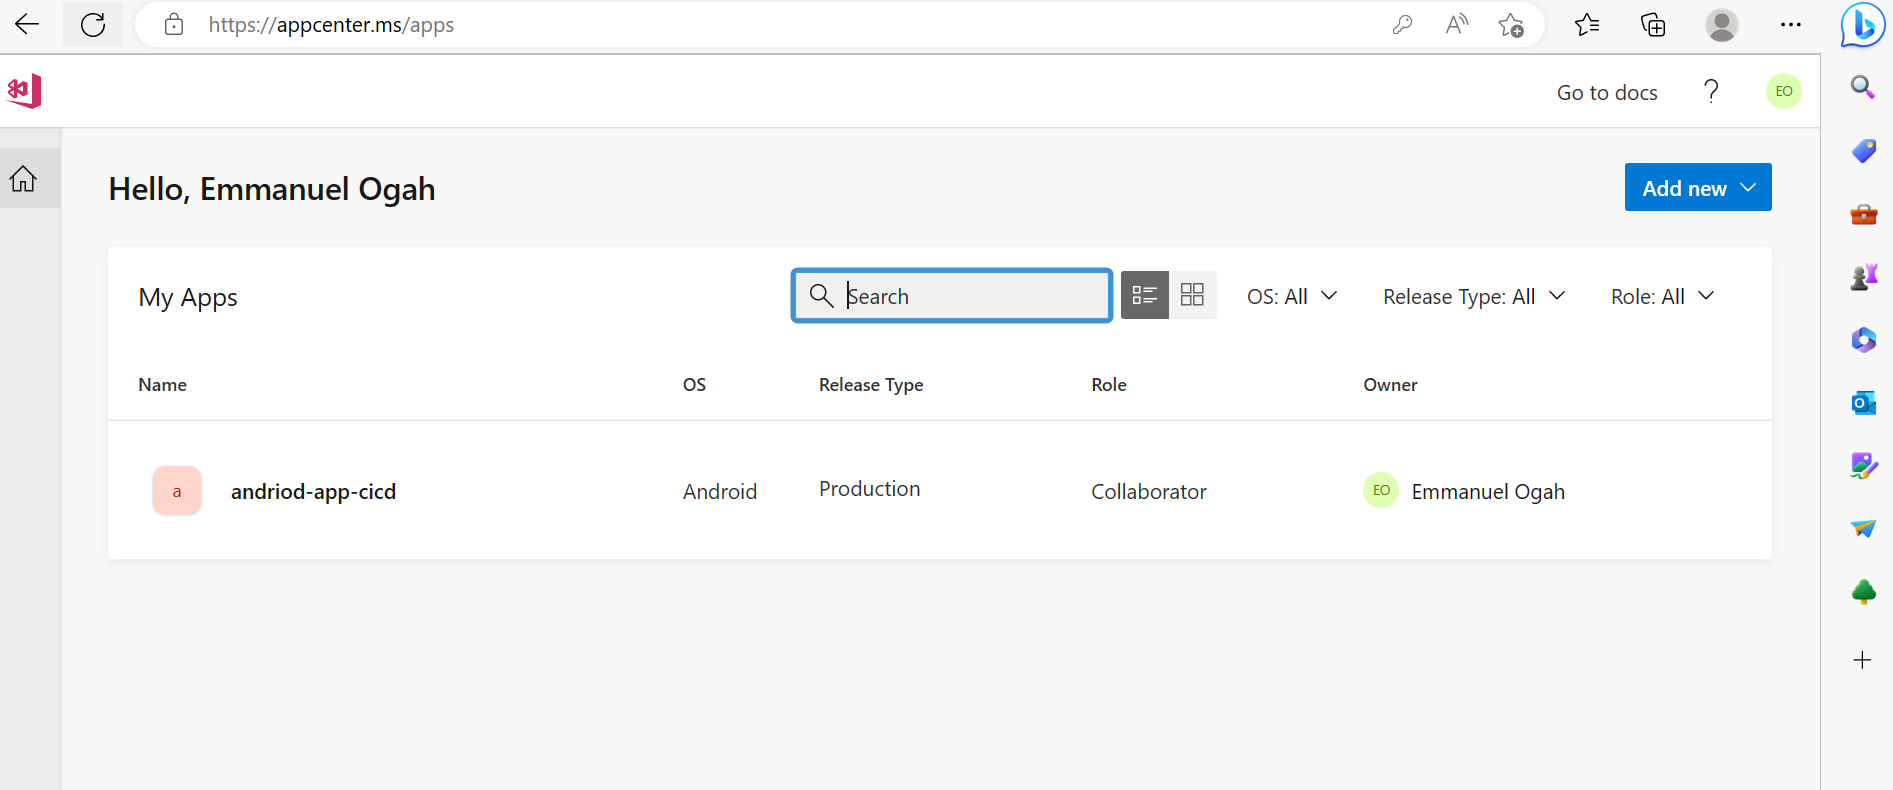 https://appcenter.ms/apps
Go to docs ? EO
Hello, Emmanuel Ogah
Add new
My Apps
Search
OS: All Release Type: All Role: All
Name OS Release Type Role Owner
a andriod-app-cicd Android Production Collaborator EO Emmanuel Ogah